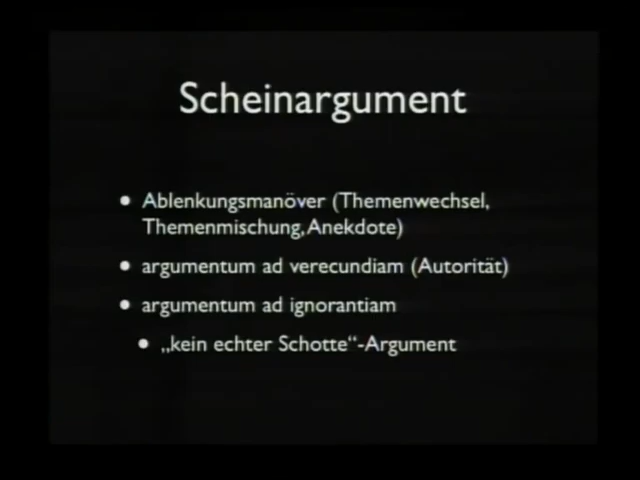 Scheinargument
• Ablenkungsmanöver (Themenwechsel,
Themenmischung, Anekdote)
• argumentum ad verecundiam (Autorität)
• argumentum ad ignorantiam
• „kein echter Schotte“-Argument